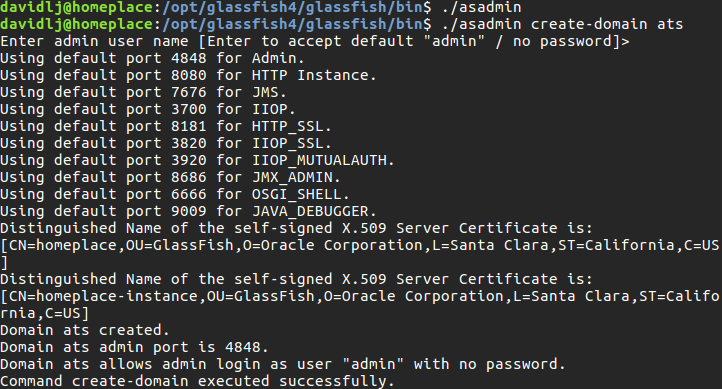 davidlj@homeplace:/opt/glassfish4/glassfish/bin$ ./asadmin
davidlj@homeplace:/opt/glassfish4/glassfish/bin$ ./asadmin create-domain ats
Enter admin user name [Enter to accept default "admin" / no password]>
Using default port 4848 for Admin.
Using default port 8080 for HTTP Instance.
Using default port 7676 for JMS.
Using default port 3700 for IIOP.
Using default port 8181 for HTTP_SSL.
Using default port 3820 for IIOP_SSL.
Using default port 3920 for IIOP_MUTUALAUTH.
Using default port 8686 for JMX_ADMIN.
Using default port 6666 for OSGI_SHELL.
Using default port 9009 for JAVA_DEBUGGER.
Distinguished Name of the self-signed X.509 Server Certificate is:
[CN=homeplace,OU=GlassFish,O=Oracle Corporation,L=Santa Clara,ST=California,C=US
]
Distinguished Name of the self-signed X.509 Server Certificate is:
[CN=homeplace-instance,OU=GlassFish,O=Oracle Corporation,L=Santa Clara,ST=Califo
rnia,C=US]
Domain ats created.
Domain ats admin port is 4848.
Domain ats allows admin login as user "admin" with no password.
Command create-domain executed successfully.